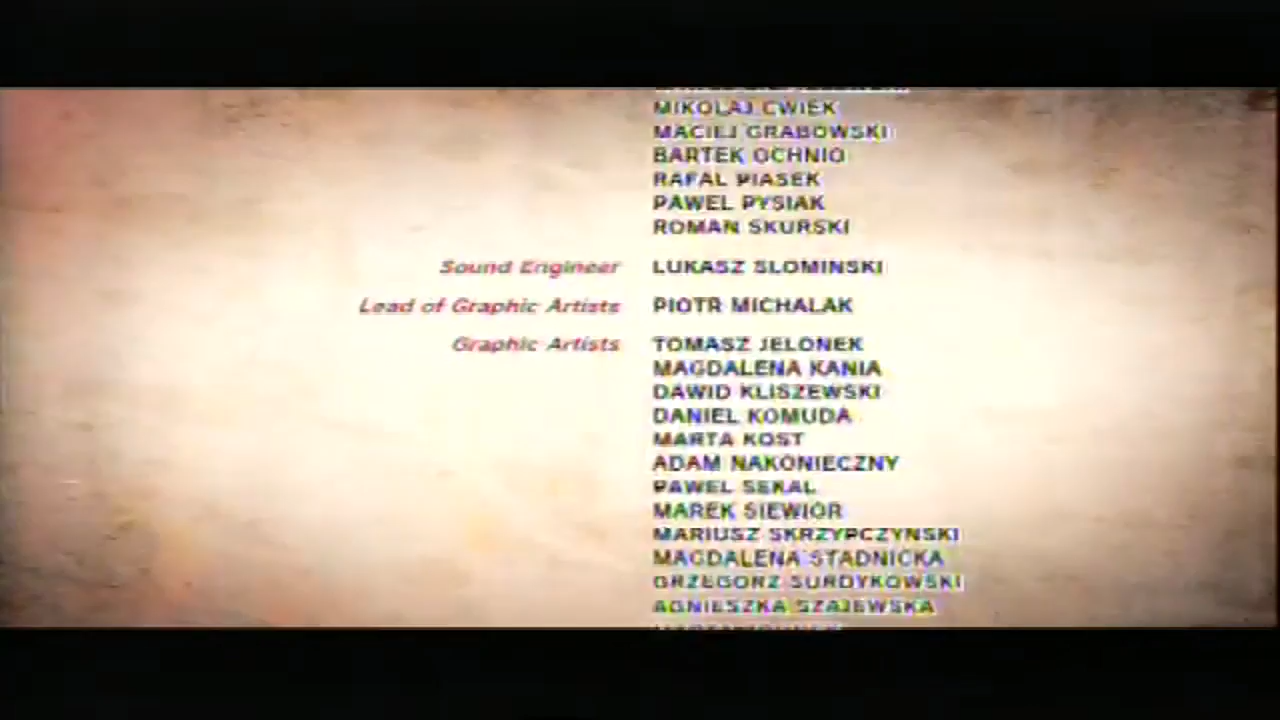 MIKOLAJ CWIEK
MACIEJ GRABOWSKI
BARTEK OCHNIO
RAFAL PIASEK
PAWEL PYSIAK
ROMAN SKURSKI
Sound Engineer LUKASZ SLOMINSKI
Lead of Graphic Artists PIOTR MICHALAK
Graphic Artists TOMASZ JELONEK
MAGDALENA KANIA
DAWID KLISZEWSKI
DANIEL KOMUDA
MARTA KOST
ADAM NAKONIECZNY
PAWEL SEKAL
MAREK SIEWIOR
MARIUSZ SKRZYPCZYNSKI
MAGDALENA STADNICKA
GRZEGORZ SURDYKOWSKI
AGNIESZKA SZAJEWSKA